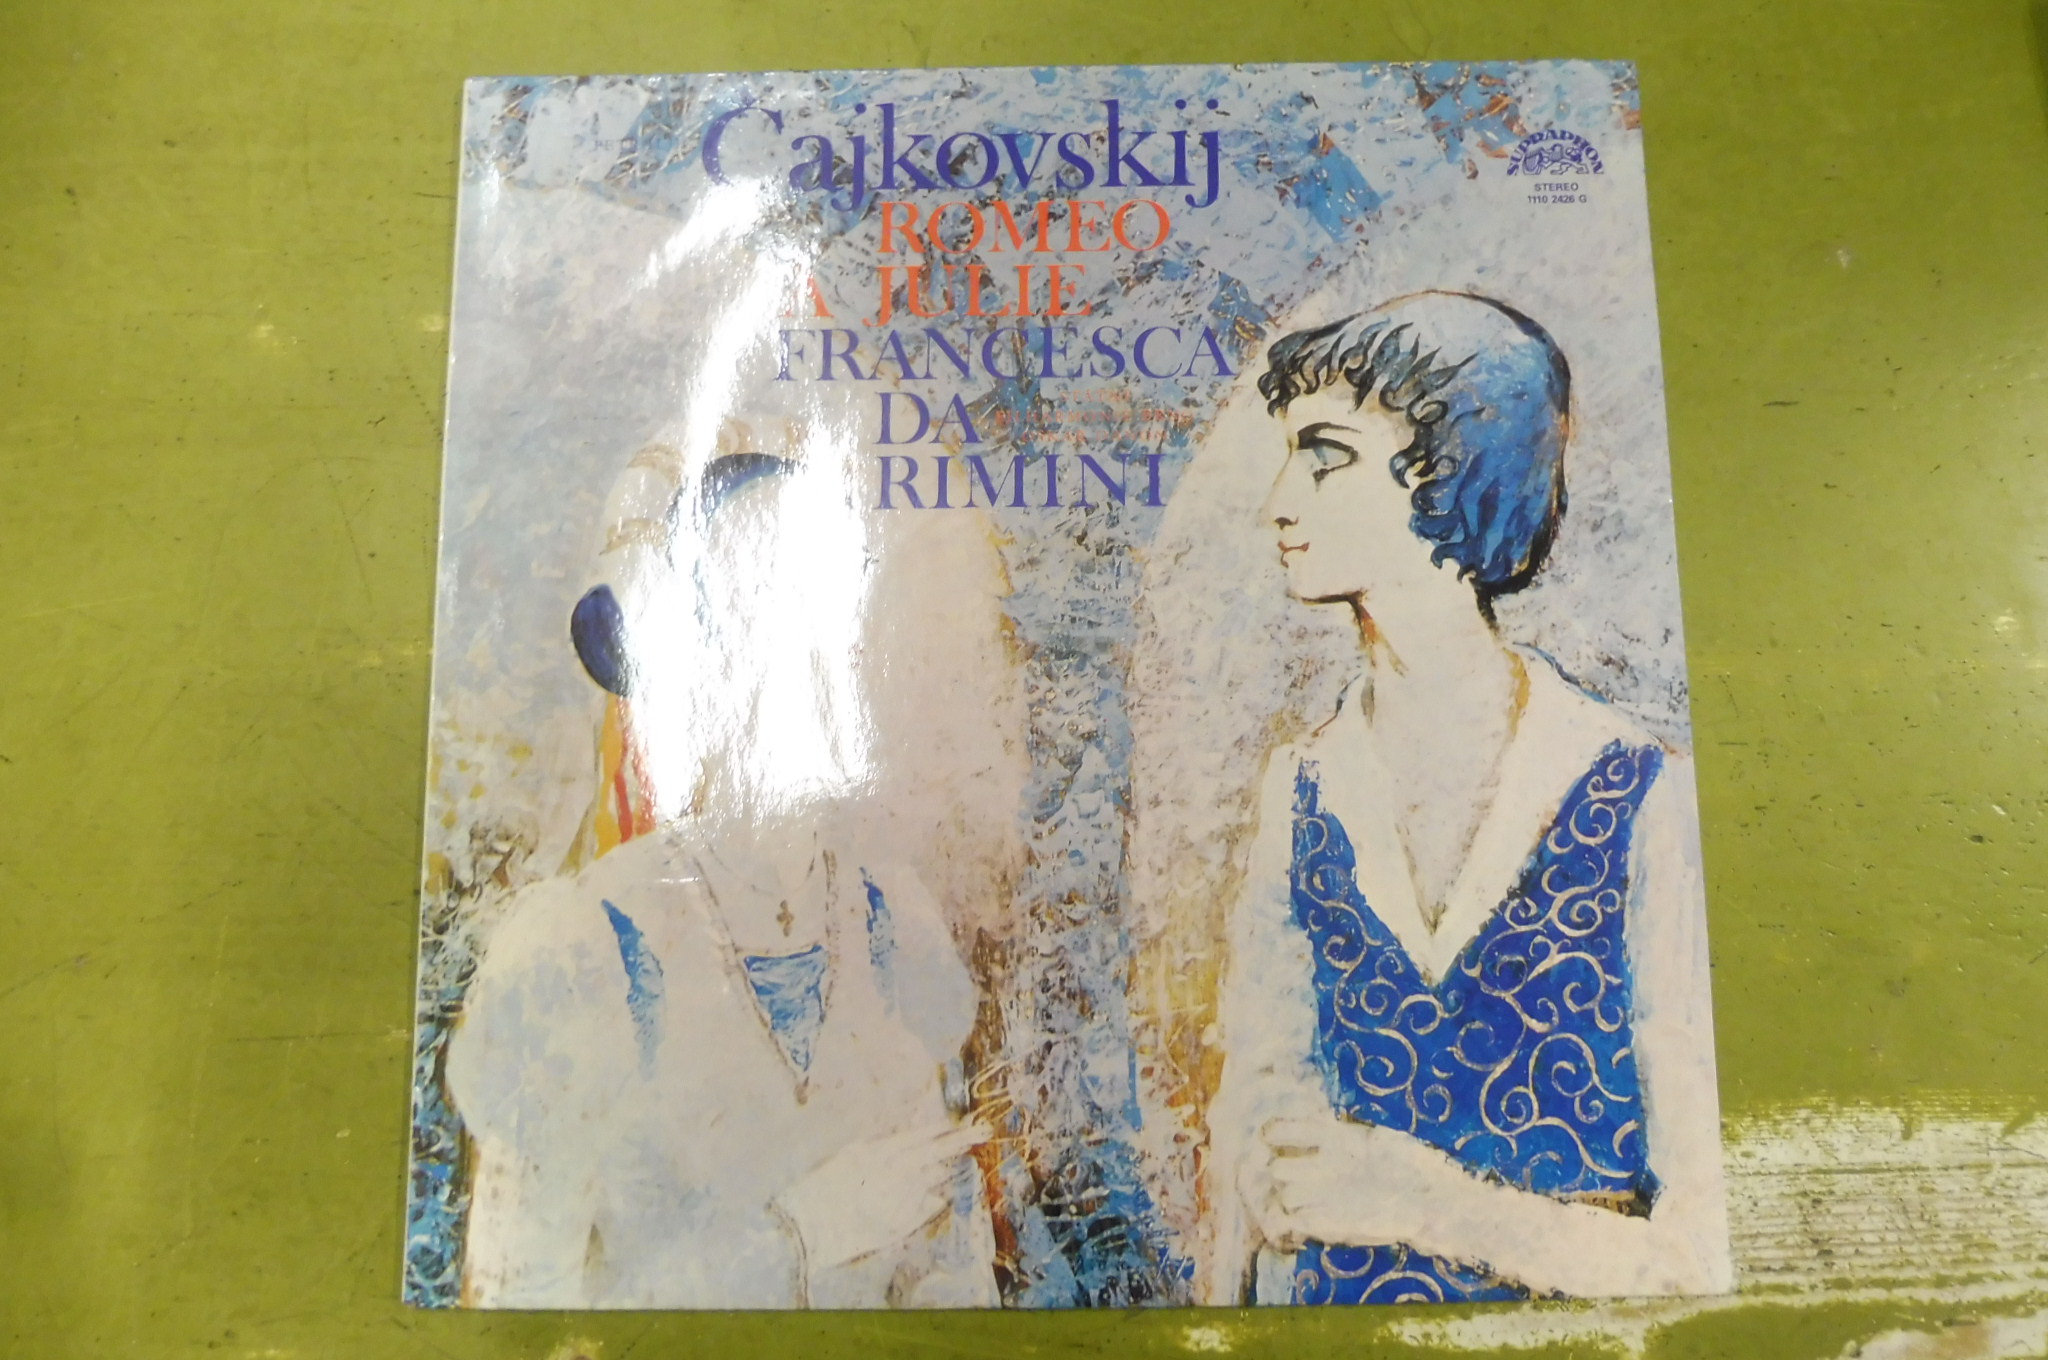 Čajkovskij
ROMEO
A JULIE
FRANCESCA
DA
RIMINI
SUPRAPHON
STEREO
1110 2426 G